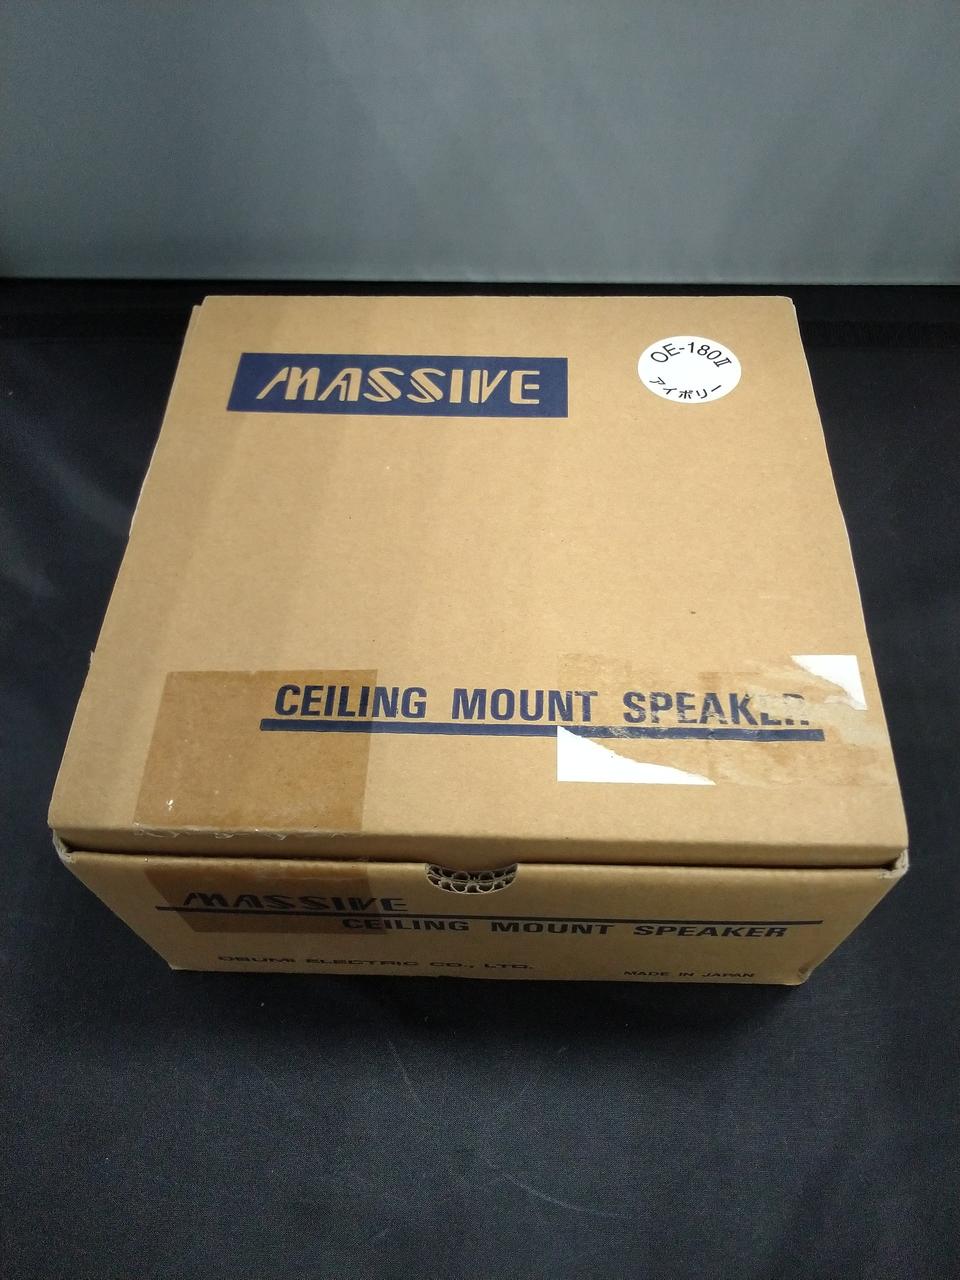 MASSIVE
OE-180Ⅱ
アイボリー
CEILING MOUNT SPEAKER
MASSIVE
CEILING MOUNT SPEAKER
OSUMI ELECTRIC CO., LTD.
MADE IN JAPAN